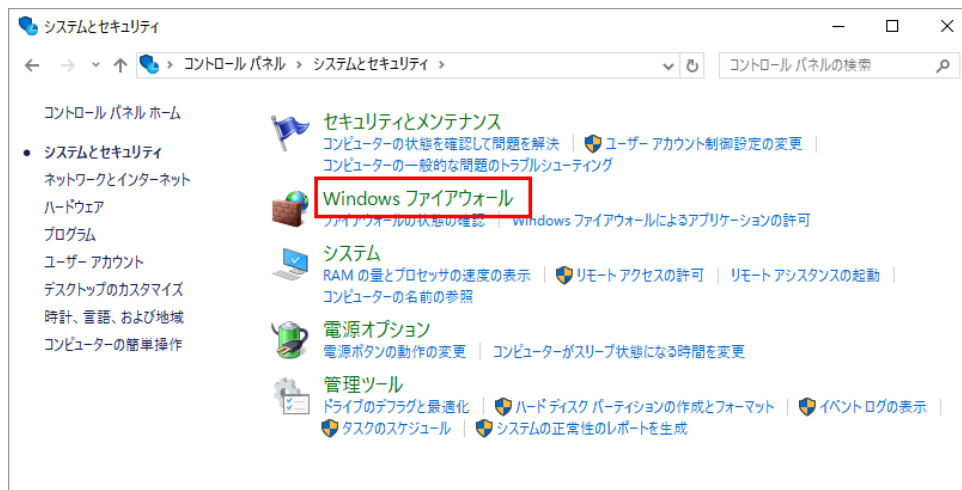 システムとセキュリティ
コントロール パネル › システムとセキュリティ ›
コントロール パネルの検索
コントロール パネル ホーム
システムとセキュリティ
ネットワークとインターネット
ハードウェア
プログラム
ユーザー アカウント
デスクトップのカスタマイズ
時計、言語、および地域
コンピューターの簡単操作
セキュリティとメンテナンス
コンピューターの状態を確認して問題を解決 ユーザー アカウント制御設定の変更
コンピューターの一般的な問題のトラブルシューティング
Windows ファイアウォール
ファイアウォールの状態の確認 Windows ファイアウォールによるアプリケーションの許可
システム
RAM の量とプロセッサの速度の表示 リモート アクセスの許可 リモート アシスタンスの起動
コンピューターの名前の参照
電源オプション
電源ボタンの動作の変更 コンピューターがスリープ状態になる時間を変更
管理ツール
ドライブのデフラグと最適化 ハード ディスク パーティションの作成とフォーマット イベント ログの表示
タスクのスケジュール システムの正常性のレポートを生成